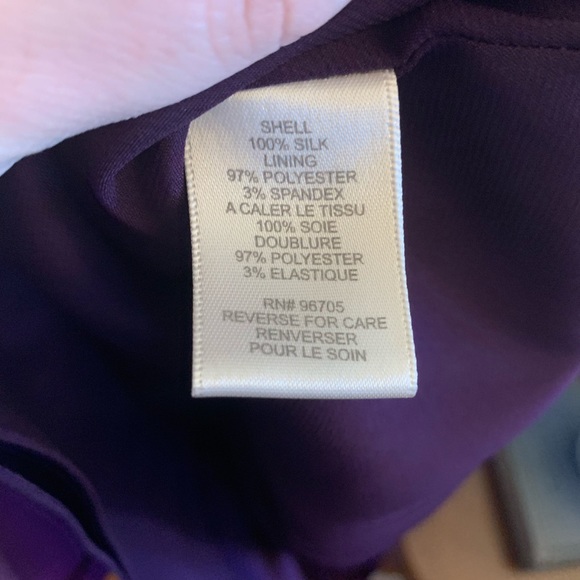 SHELL
100% SILK
LINING
97% POLYESTER
3% SPANDEX
A CALER LE TISSU
100% SOIE
DOUBLURE
97% POLYESTER
3% ELASTIQUE
RN# 96705
REVERSE FOR CARE
RENVERSER
POUR LE SOIN